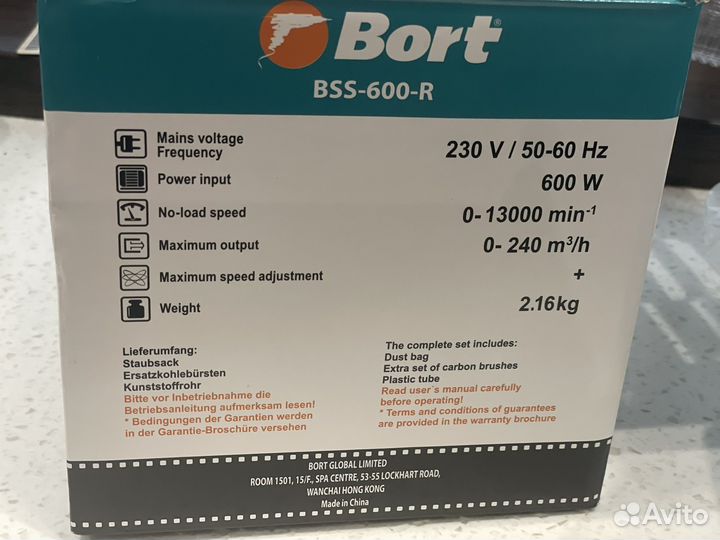 Bort®
BSS-600-R
Mains voltage
Frequency
230 V / 50-60 Hz
Power input
600 W
No-load speed
0- 13000 min⁻¹
Maximum output
0- 240 m³/h
Maximum speed adjustment
+
Weight
2.16kg
Lieferumfang:
Staubsack
Ersatzkohlebürsten
Kunststoffrohr
Bitte vor Inbetriebnahme die
Betriebsanleitung aufmerksam lesen!
* Bedingungen der Garantien werden
in der Garantie-Broschüre versehen
The complete set includes:
Dust bag
Extra set of carbon brushes
Plastic tube
Read user`s manual carefully
before operating!
* Terms and conditions of guarantees
are provided in the warranty brochure
BORT GLOBAL LIMITED
ROOM 1501, 15/F., SPA CENTRE, 53-55 LOCKHART ROAD,
WANCHAI HONG KONG
Made in China
Avito